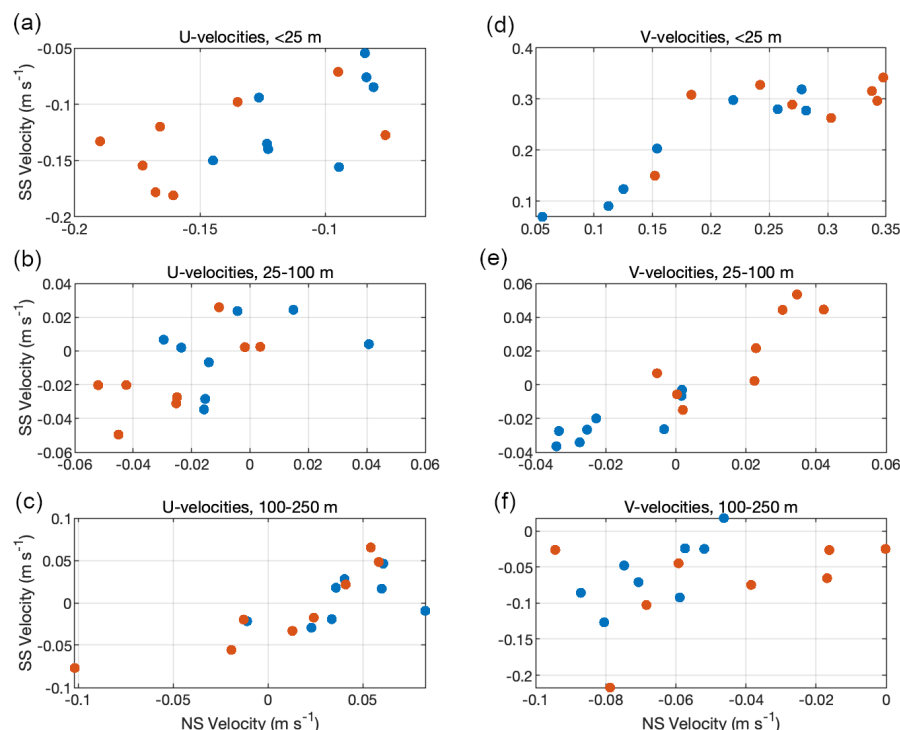 (a)
U-velocities, <25 m
-0.05
-0.1
-0.15
-0.2
SS Velocity (m s⁻¹)
-0.2 -0.15 -0.1
(d)
V-velocities, <25 m
0.4
0.3
0.2
0.1
0.05 0.1 0.15 0.2 0.25 0.3 0.35
(b)
U-velocities, 25-100 m
0.04
0.02
0
-0.02
-0.04
-0.06
SS Velocity (m s⁻¹)
-0.06 -0.04 -0.02 0 0.02 0.04 0.06
(e)
V-velocities, 25-100 m
0.06
0.04
0.02
0
-0.02
-0.04
-0.04 -0.02 0 0.02 0.04 0.06
(c)
U-velocities, 100-250 m
0.1
0.05
0
-0.05
-0.1
SS Velocity (m s⁻¹)
-0.1 -0.05 0 0.05
NS Velocity (m s⁻¹)
(f)
V-velocities, 100-250 m
0
-0.05
-0.1
-0.15
-0.2
-0.1 -0.08 -0.06 -0.04 -0.02 0
NS Velocity (m s⁻¹)